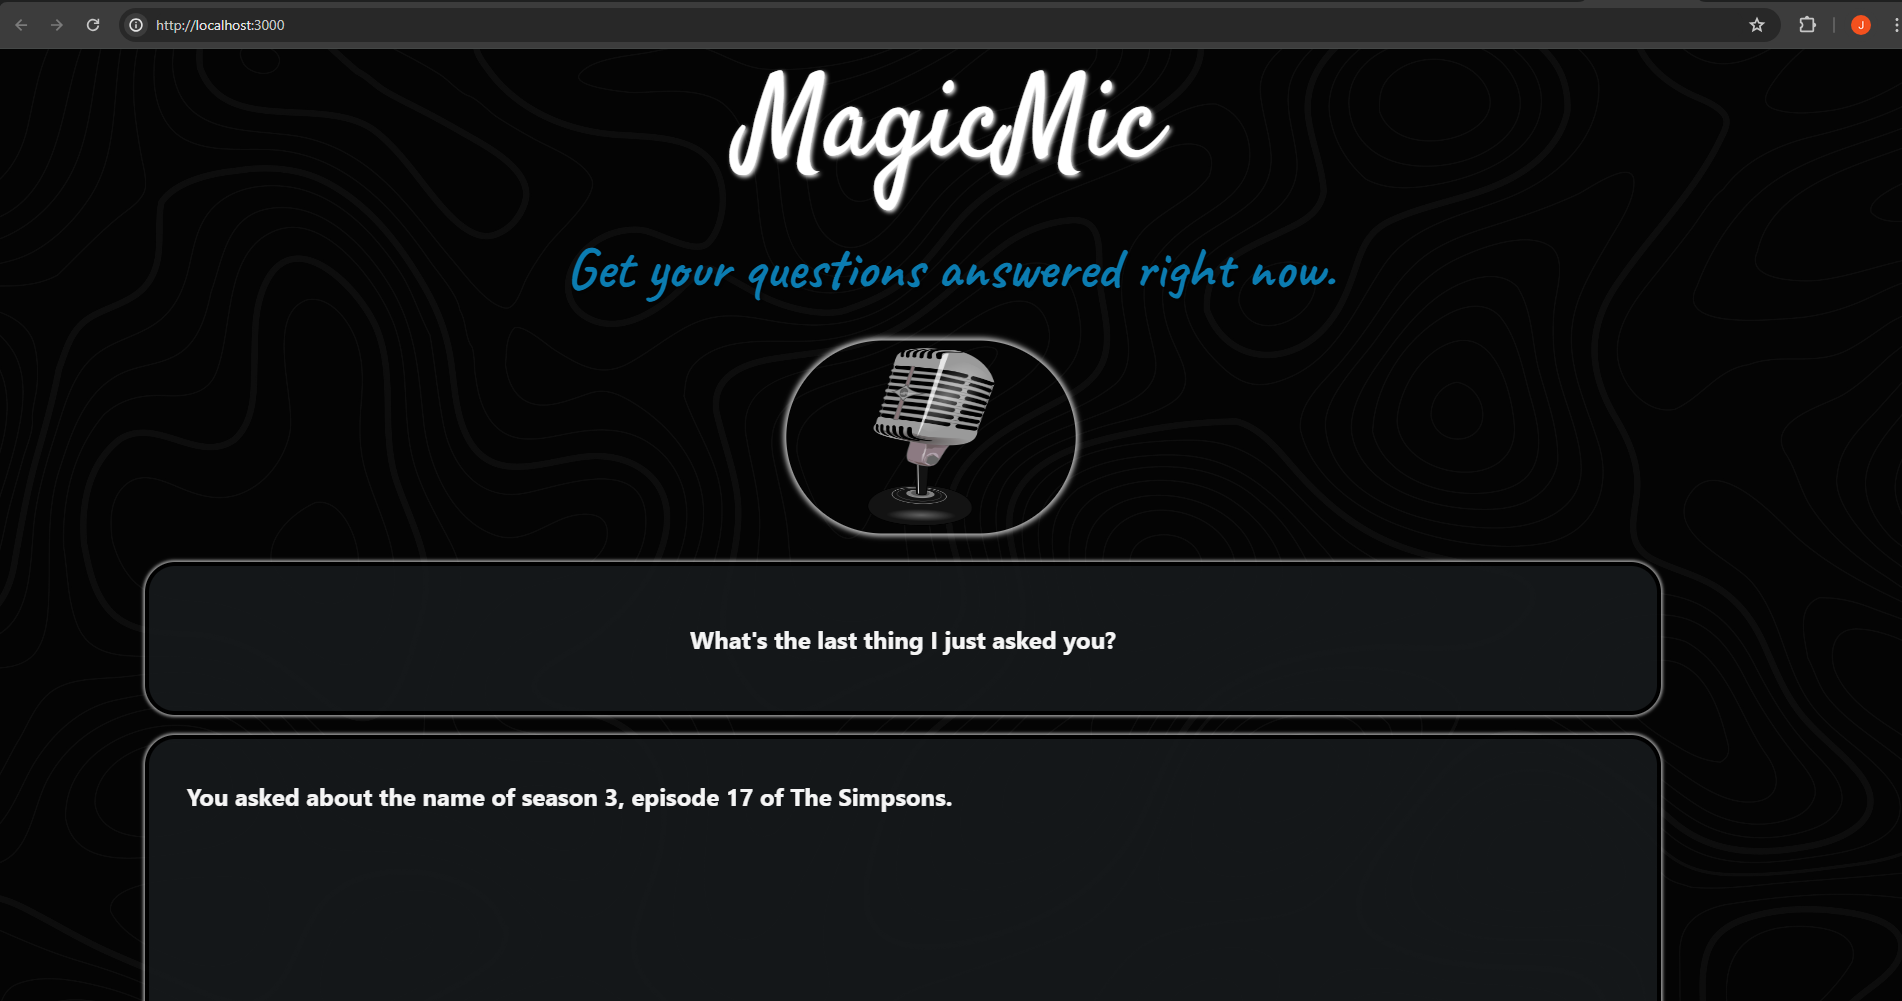 http://localhost:3000
J
MagicMic
Get your questions answered right now.
What's the last thing I just asked you?
You asked about the name of season 3, episode 17 of The Simpsons.